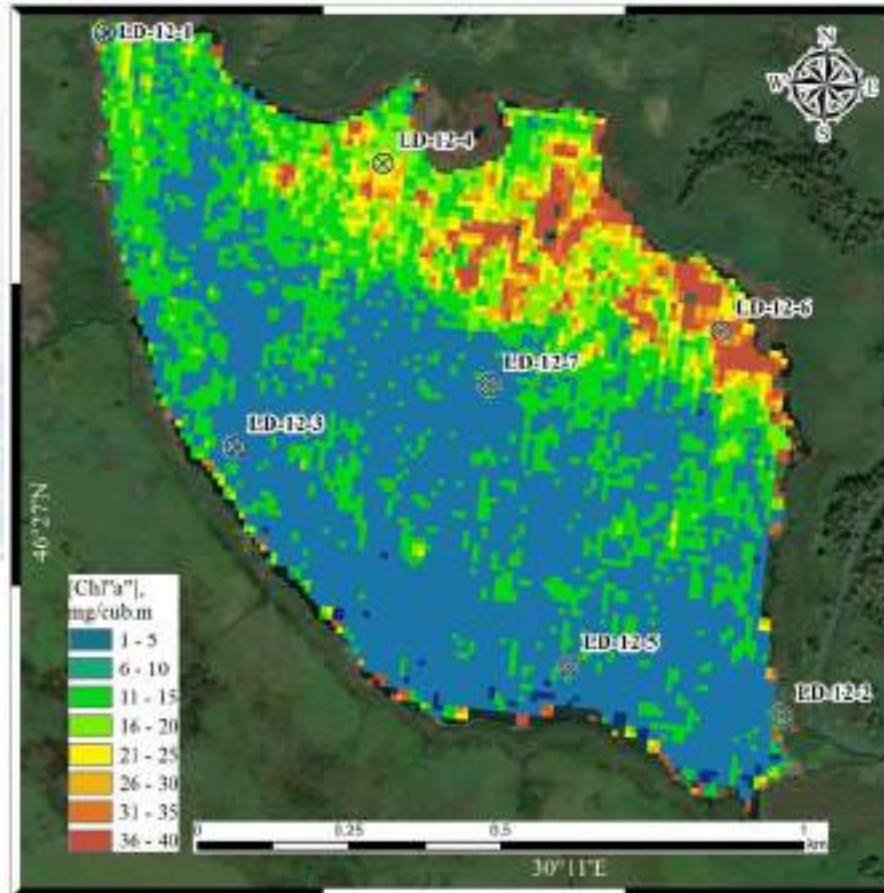 N
LD-12-1
W E
S
LD-12-4
LD-12-6
LD-12-7
LD-12-3
46°27'N
[Chl"a"],
mg/cub.m
1 - 5
6 - 10
11 - 15
16 - 20
21 - 25
26 - 30
31 - 35
36 - 40
LD-12-5
LD-12-2
0 0.25 0.5 1
km
30°11'E